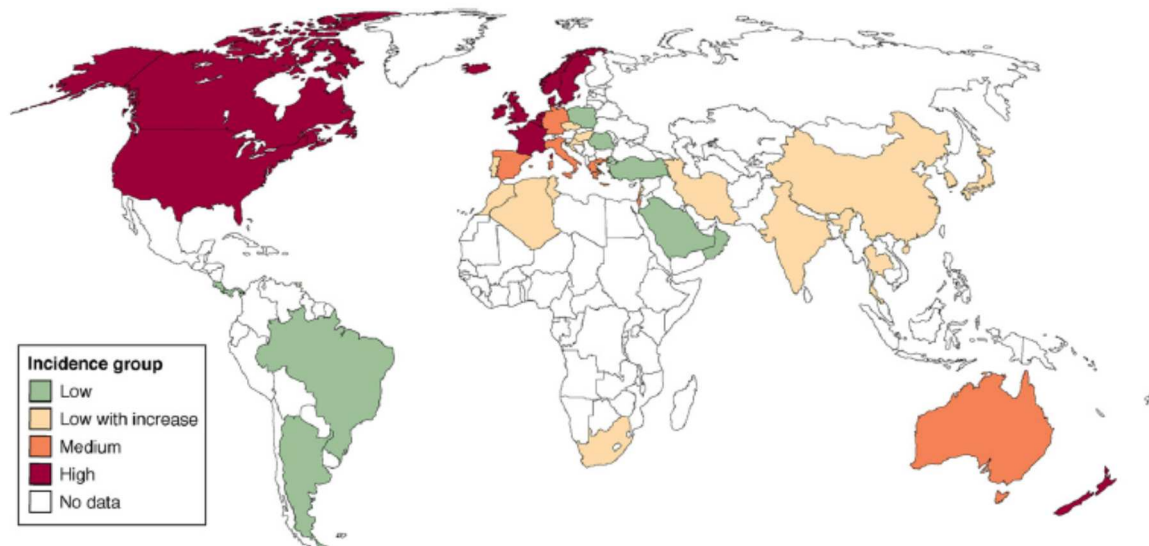 Incidence group
Low
Low with increase
Medium
High
No data